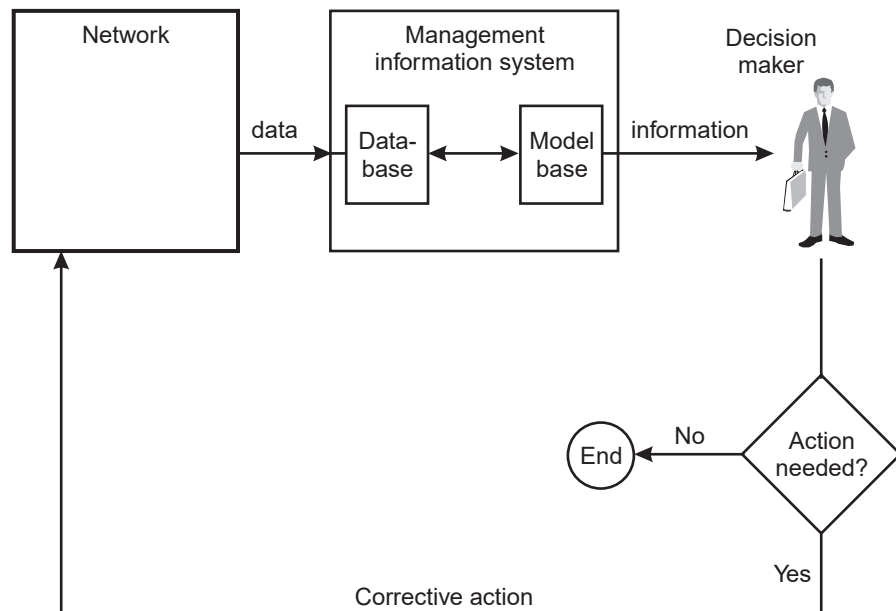 Network
Management
information system
Decision
maker
data
Data-
base
Model
base
information
End
No
Action
needed?
Yes
Corrective action